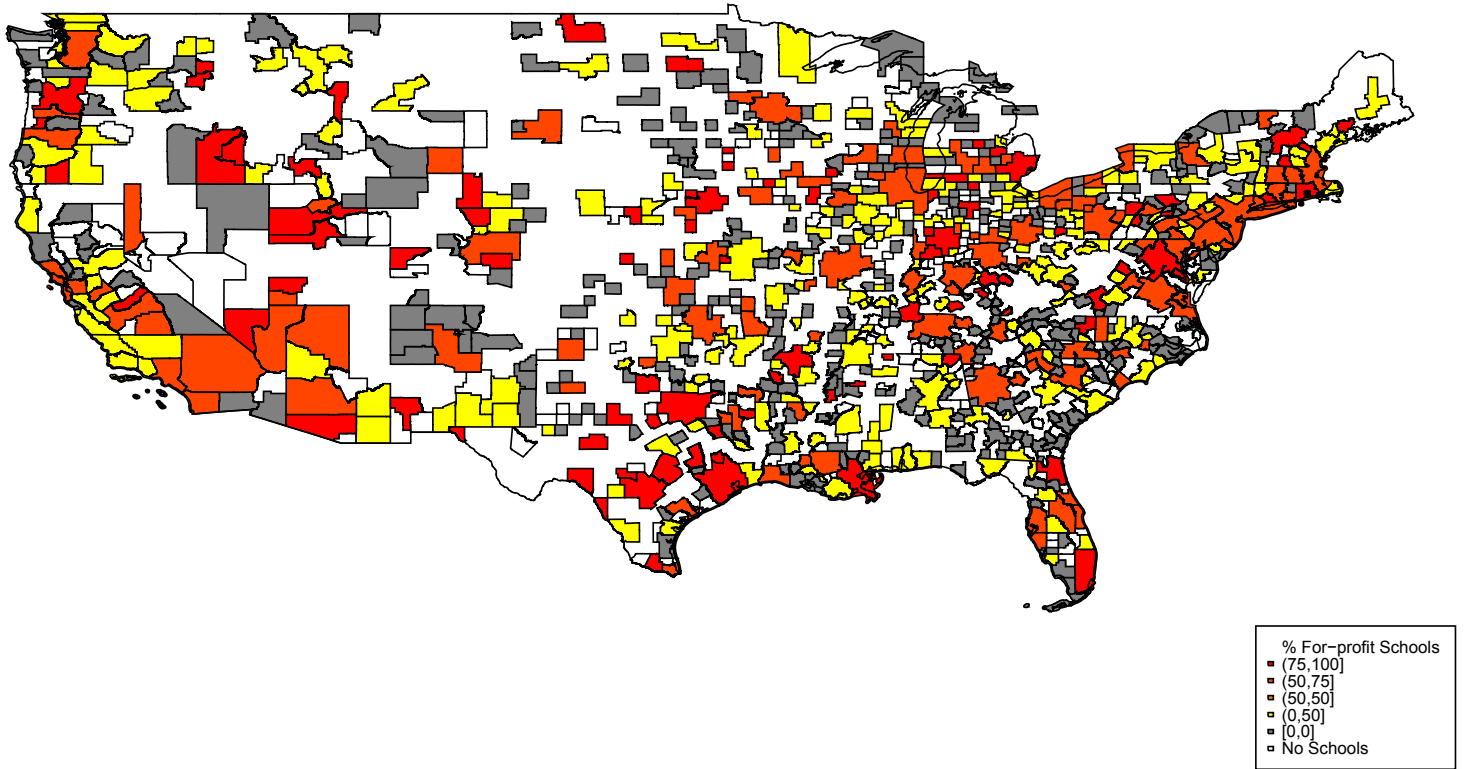 % For−profit Schools
(75,100]
(50,75]
(50,50]
(0,50]
[0,0]
No Schools